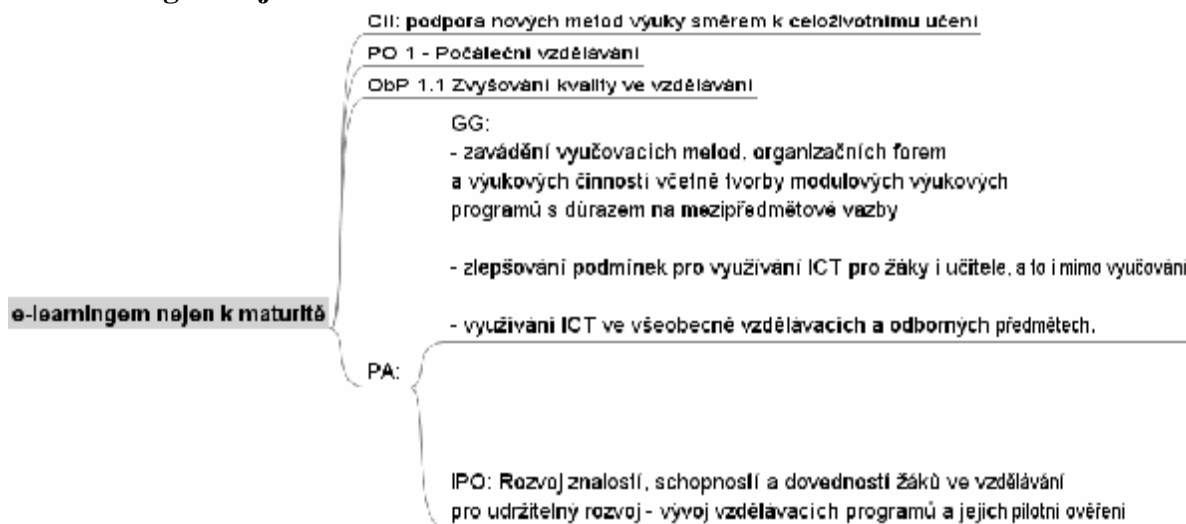 Cíl: podpora nových metod výuky směrem k celoživotnímu učení
PO 1 - Počáteční vzdělávání
ObP 1.1 Zvyšování kvality ve vzdělávání
GG:
- zavádění vyučovacích metod, organizačních forem
a výukových činností včetně tvorby modulových výukových
programů s důrazem na mezipředmětové vazby
- zlepšování podmínek pro využívání ICT pro žáky i učitele, a to i mimo vyučování
e-learningem nejen k maturitě
- využívání ICT ve všeobecně vzdělávacích a odborných předmětech.
PA:
IPO: Rozvoj znalostí, schopností a dovedností žáků ve vzdělávání
pro udržitelný rozvoj - vývoj vzdělávacích programů a jejich pilotní ověření